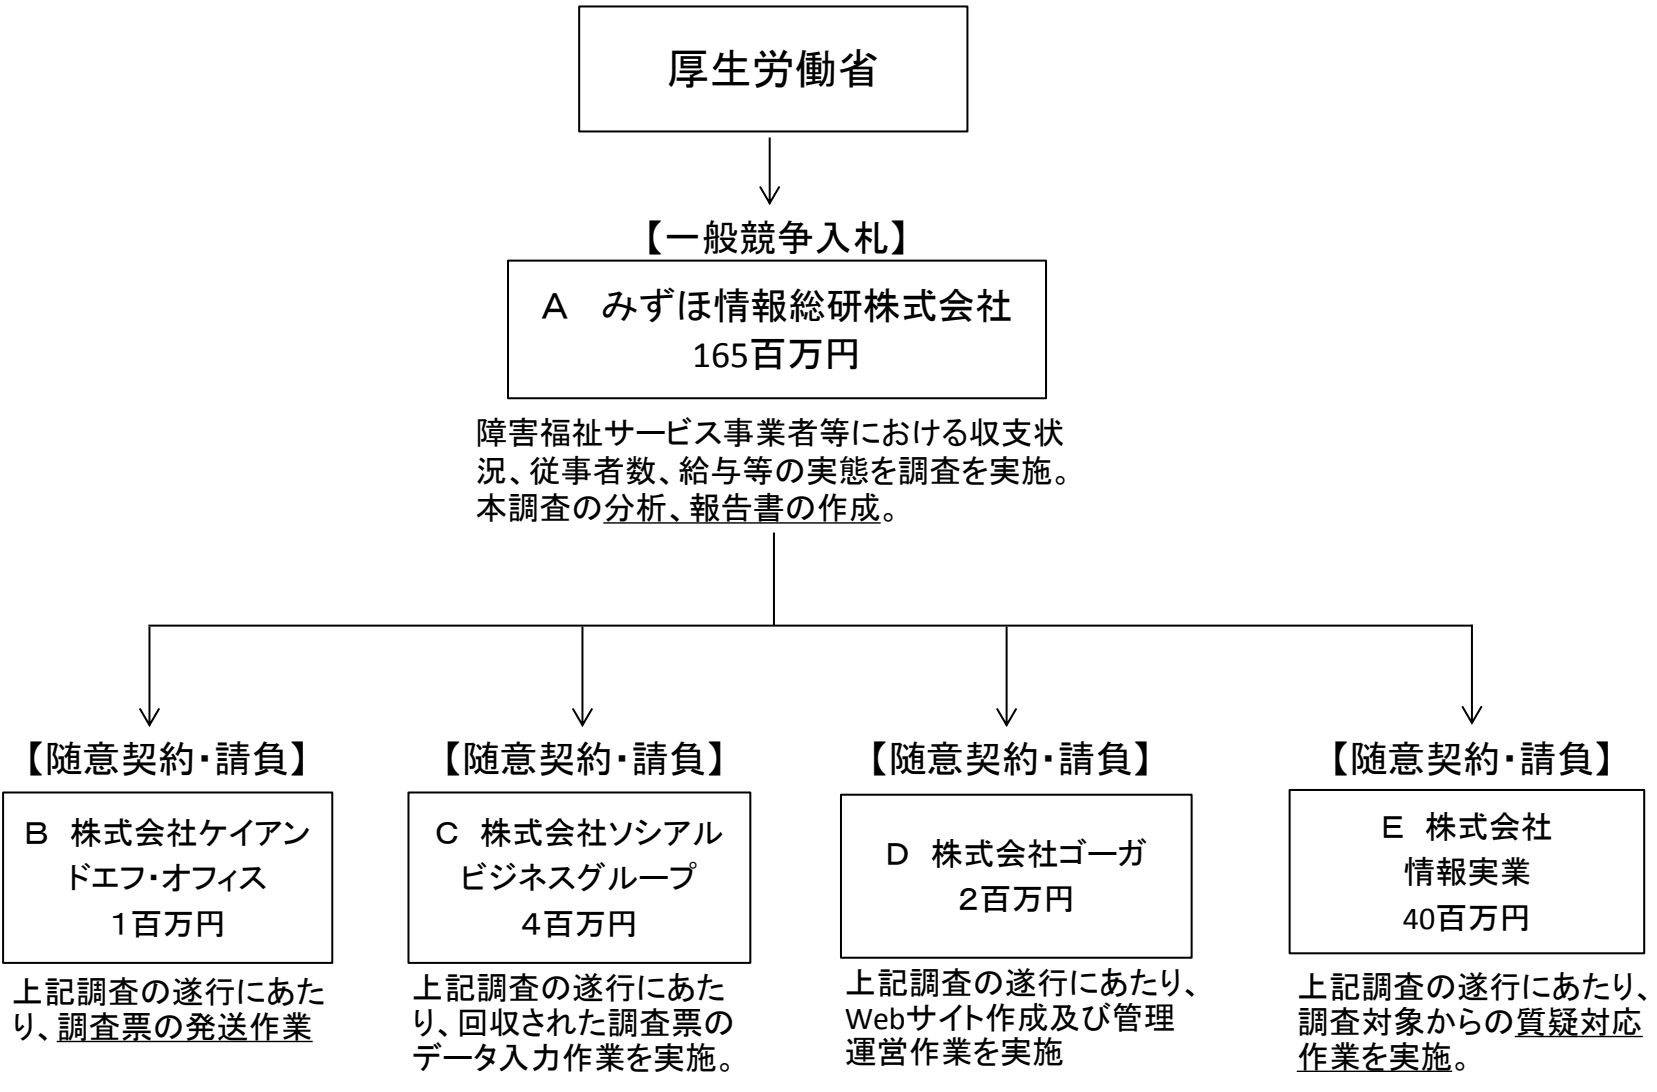 厚生労働省
【一般競争入札】
A　みずほ情報総研株式会社
165百万円
障害福祉サービス事業者等における収支状
況、従事者数、給与等の実態を調査を実施。
本調査の分析、報告書の作成。
【随意契約・請負】
B　株式会社ケイアン
ドエフ・オフィス
1百万円
上記調査の遂行にあた
り、調査票の発送作業
【随意契約・請負】
C　株式会社ソシアル
ビジネスグループ
4百万円
上記調査の遂行にあた
り、回収された調査票の
データ入力作業を実施。
【随意契約・請負】
D　株式会社ゴーガ
2百万円
上記調査の遂行にあたり、
Webサイト作成及び管理
運営作業を実施
【随意契約・請負】
E　株式会社
情報実業
40百万円
上記調査の遂行にあたり、
調査対象からの質疑対応
作業を実施。